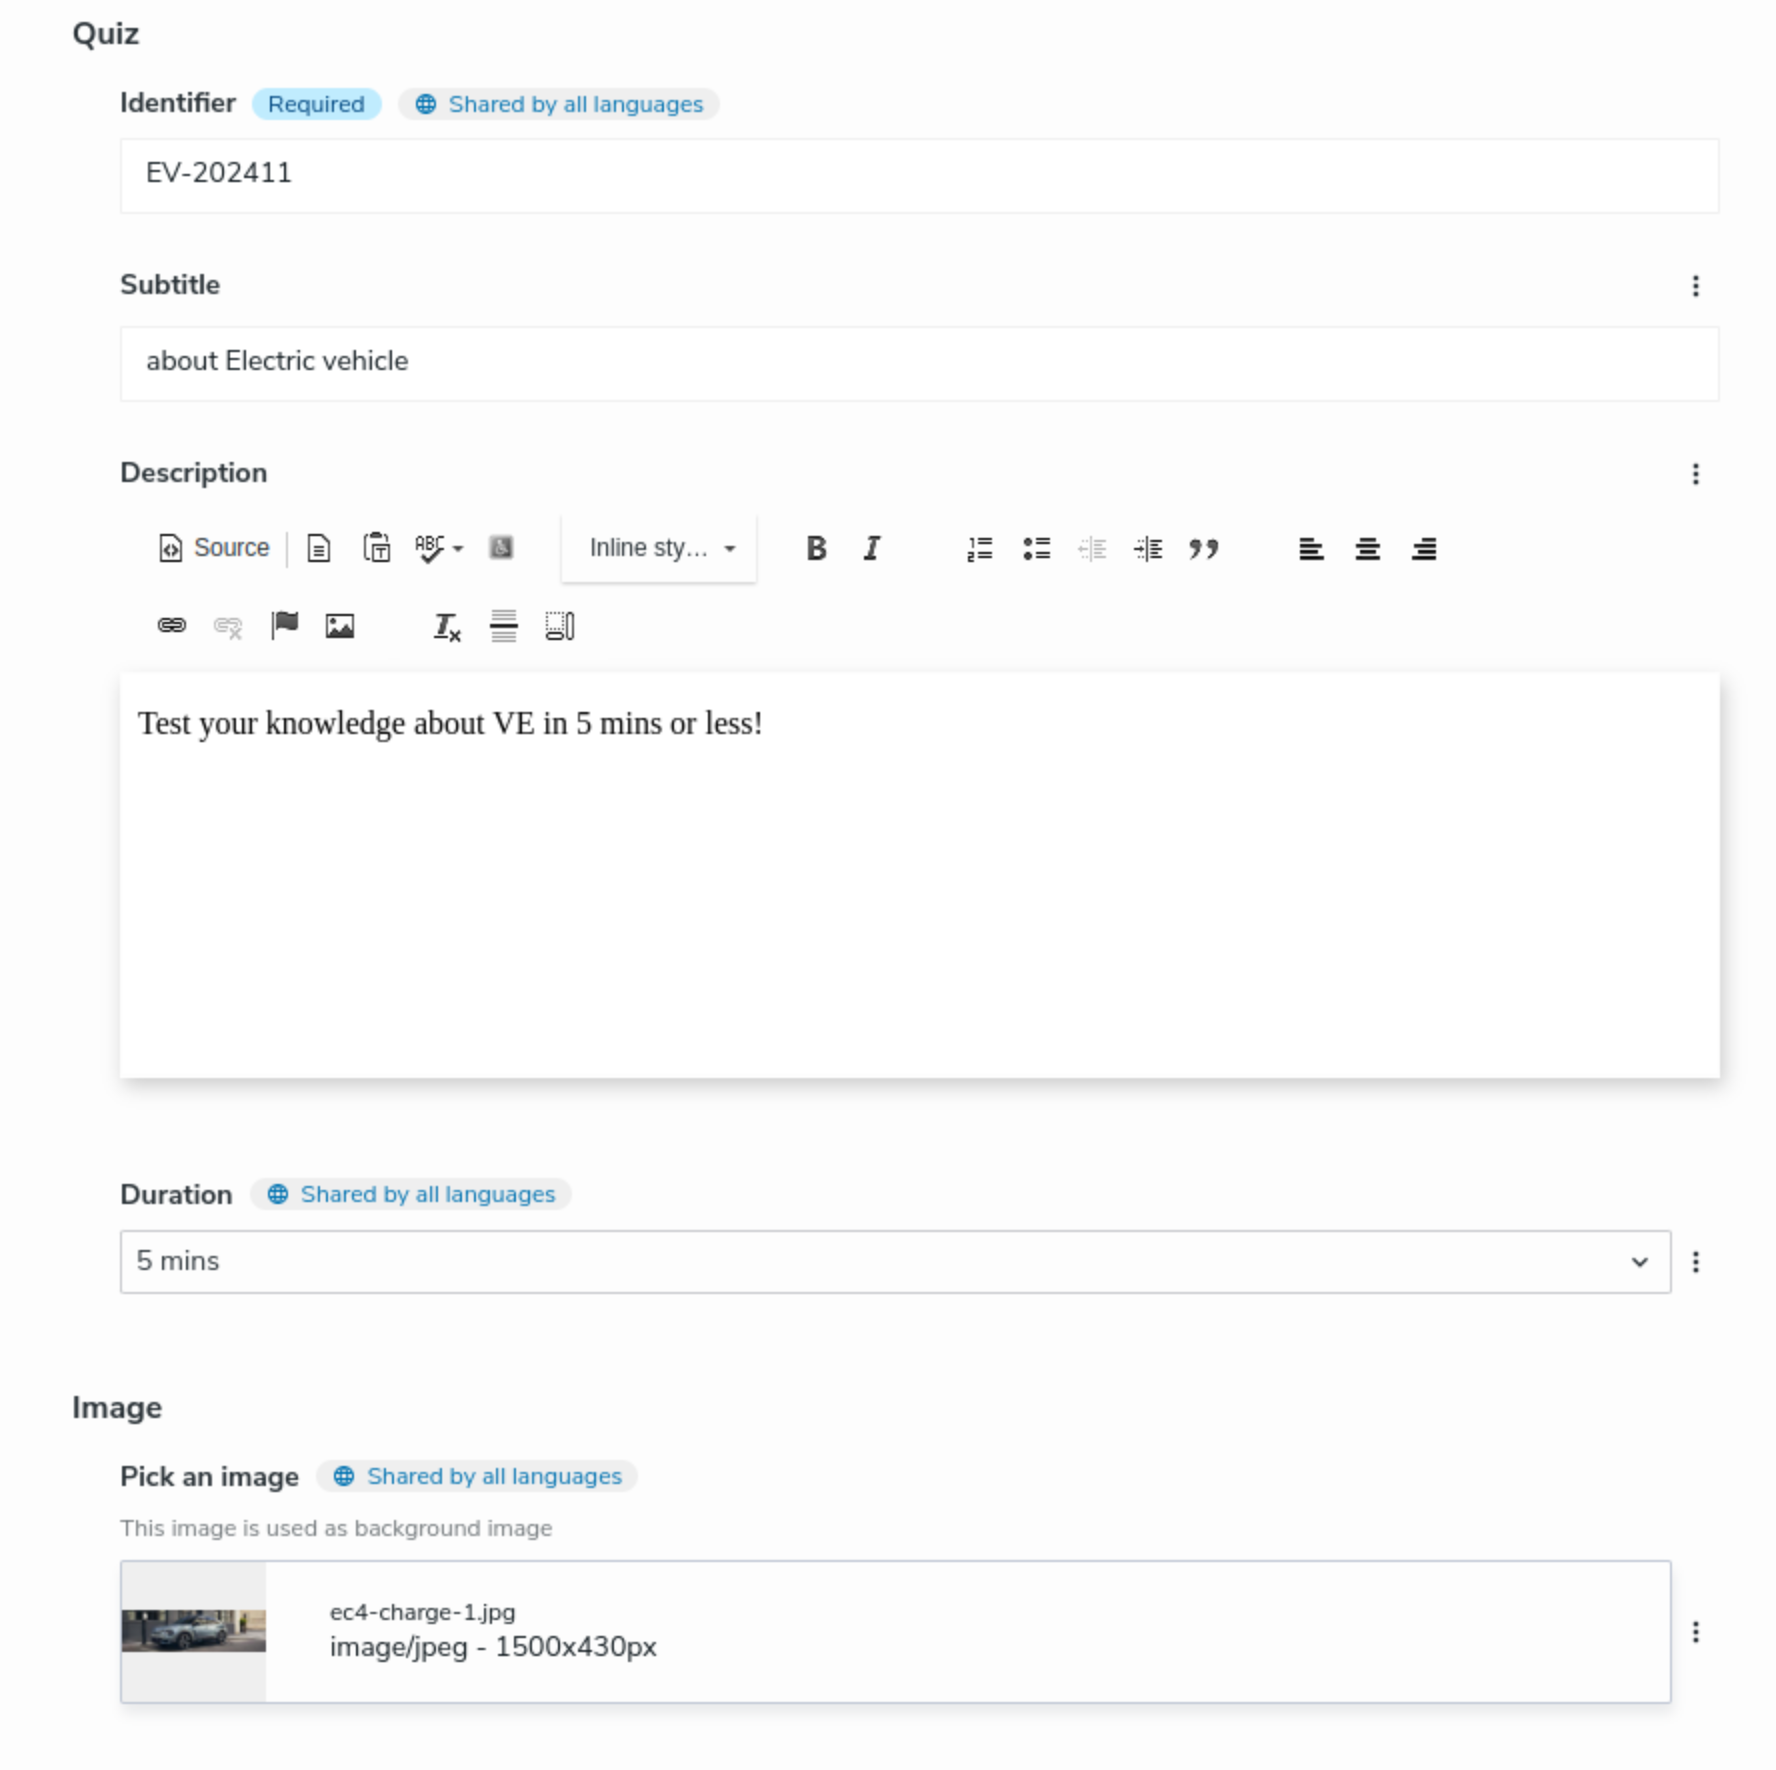 Quiz
Identifier Required Shared by all languages
EV-202411
Subtitle
about Electric vehicle
Description
Source ABC Inline sty... B I
Test your knowledge about VE in 5 mins or less!
Duration Shared by all languages
5 mins
Image
Pick an image Shared by all languages
This image is used as background image
ec4-charge-1.jpg
image/jpeg - 1500x430px